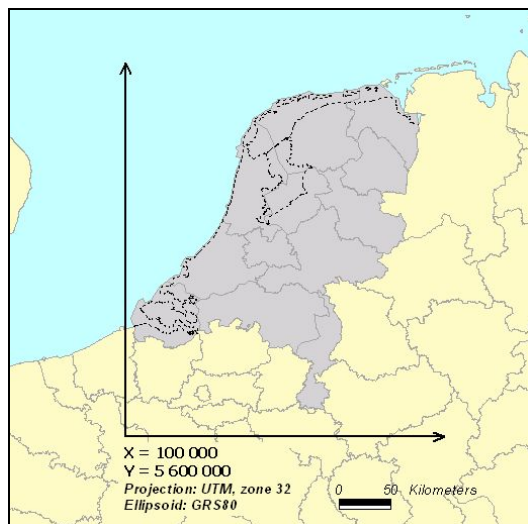 X = 100 000
Y = 5 600 000
Projection: UTM, zone 32
Ellipsoid: GRS80
0 50 Kilometers